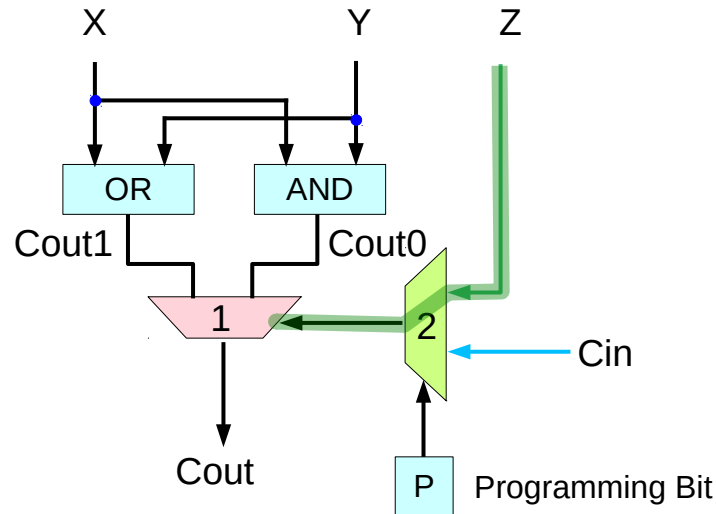 X Y Z
OR AND
Cout1 Cout0
1 2
Cin
Cout
P Programming Bit